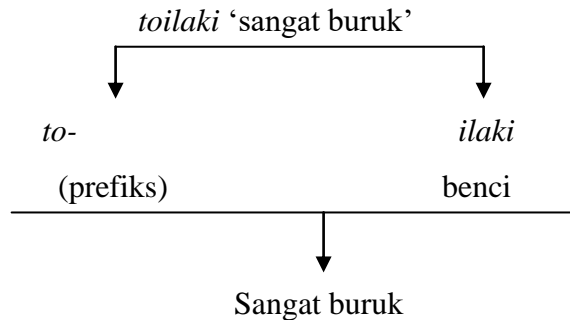 toilaki ‘sangat buruk’
to- ilaki
(prefiks) benci
Sangat buruk